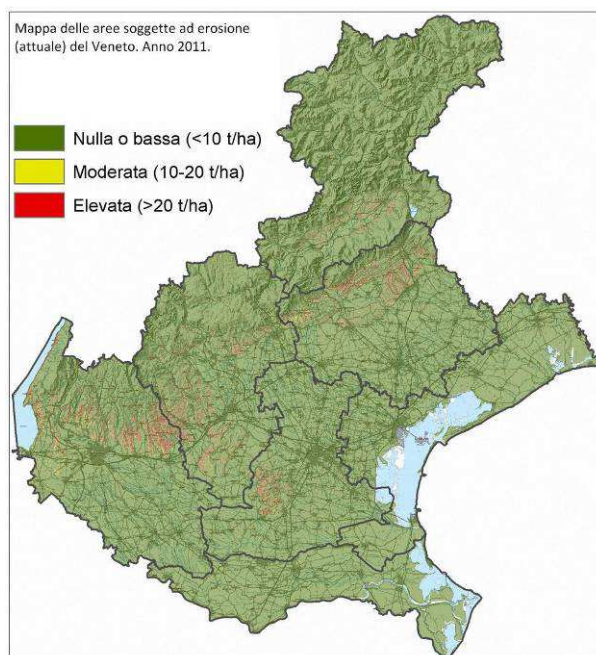 Mappa delle aree soggette ad erosione
(attuale) del Veneto. Anno 2011.
Nulla o bassa (<10 t/ha)
Moderata (10-20 t/ha)
Elevata (>20 t/ha)